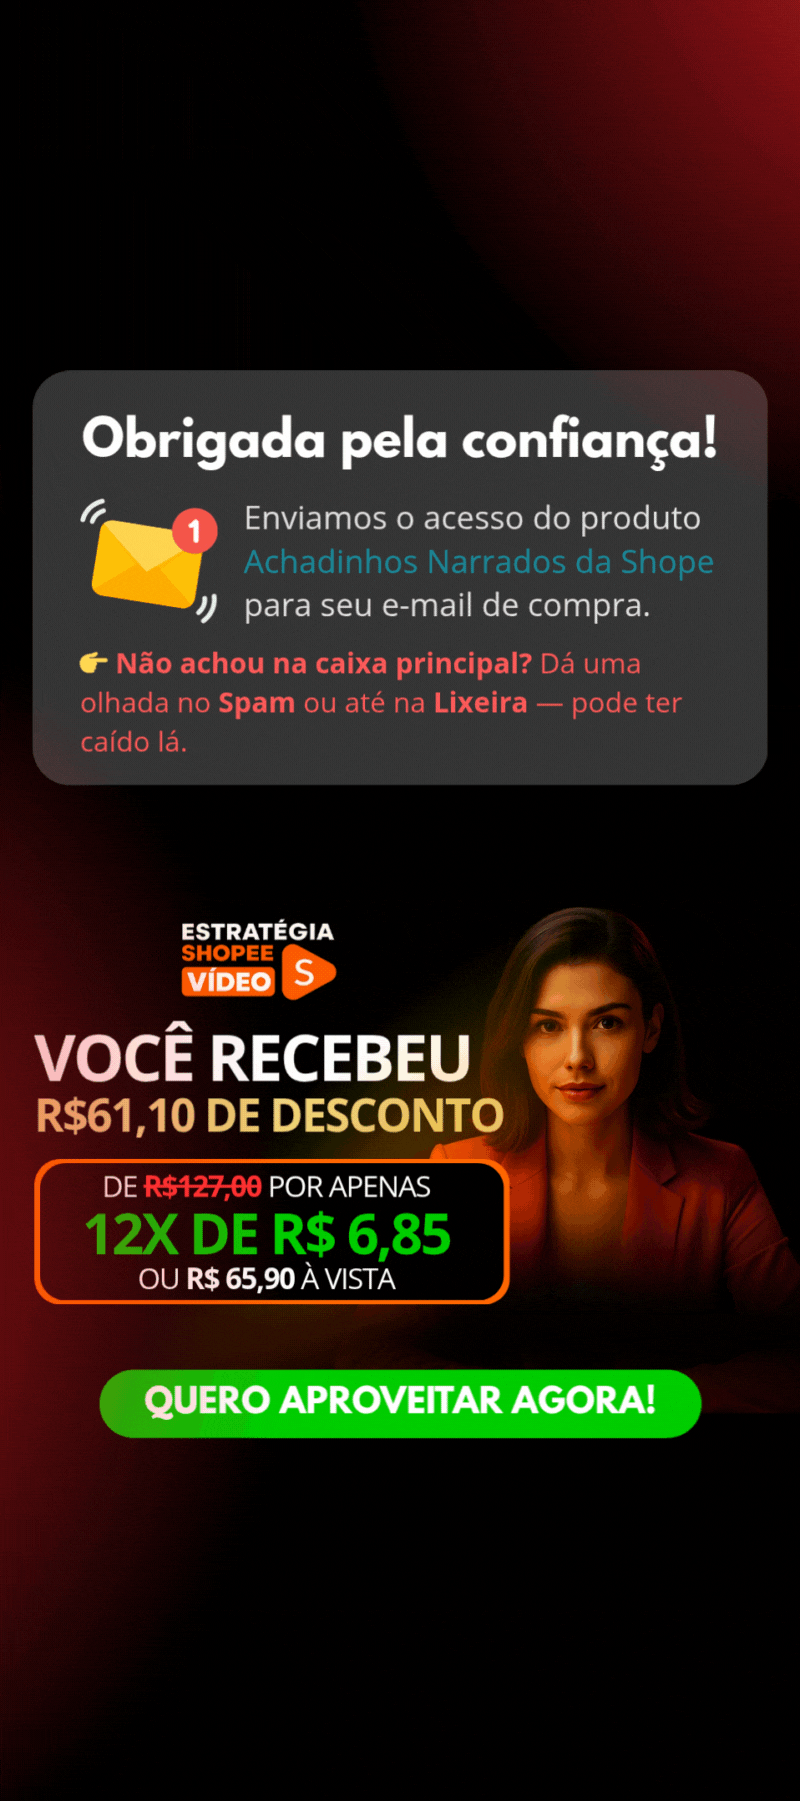 Obrigada pela confiança!
1
Enviamos o acesso do produto
Achadinhos Narrados da Shope
para seu e-mail de compra.
👉 Não achou na caixa principal? Dá uma
olhada no Spam ou até na Lixeira — pode ter
caído lá.
ESTRATÉGIA
SHOPEE
VÍDEO S
VOCÊ RECEBEU
R$61,10 DE DESCONTO
DE R$127,00 POR APENAS
12X DE R$ 6,85
OU R$ 65,90 À VISTA
QUERO APROVEITAR AGORA!